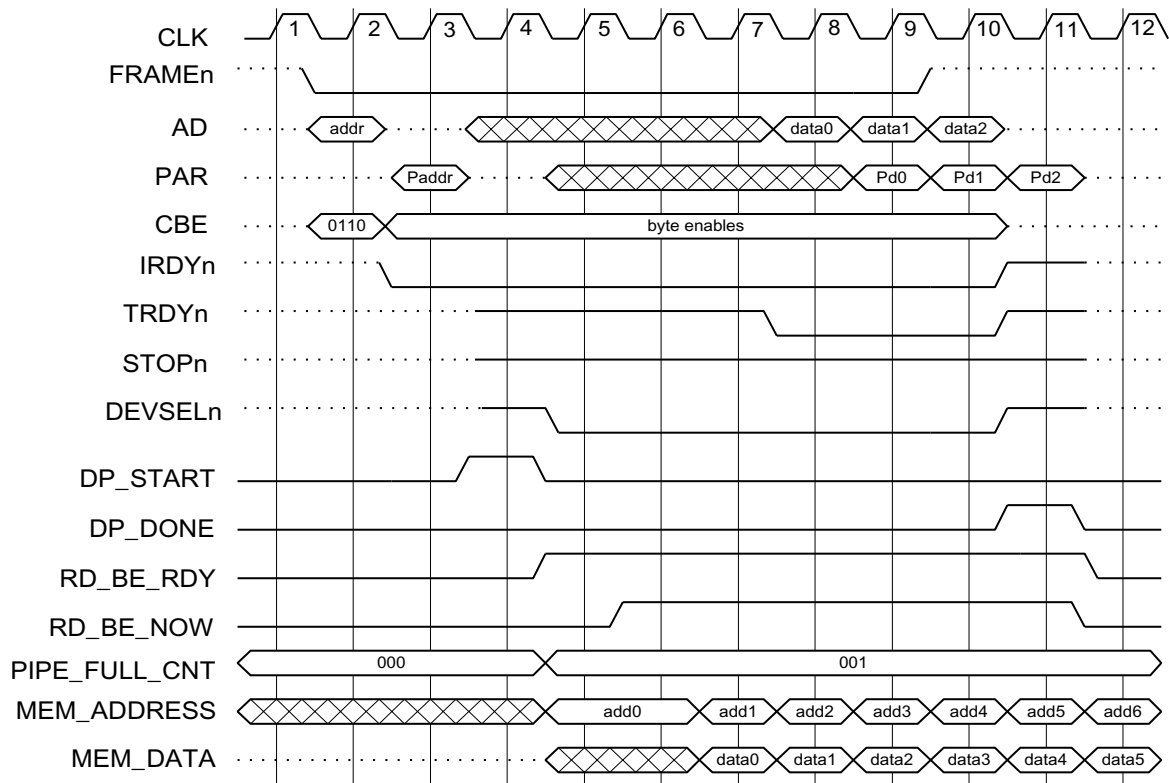 CLK 1 2 3 4 5 6 7 8 9 10 11 12
FRAMEn
AD addr data0 data1 data2
PAR Paddr Pd0 Pd1 Pd2
CBE 0110 byte enables
IRDYn
TRDYn
STOPn
DEVSELn
DP_START
DP_DONE
RD_BE_RDY
RD_BE_NOW
PIPE_FULL_CNT 000 001
MEM_ADDRESS add0 add1 add2 add3 add4 add5 add6
MEM_DATA data0 data1 data2 data3 data4 data5